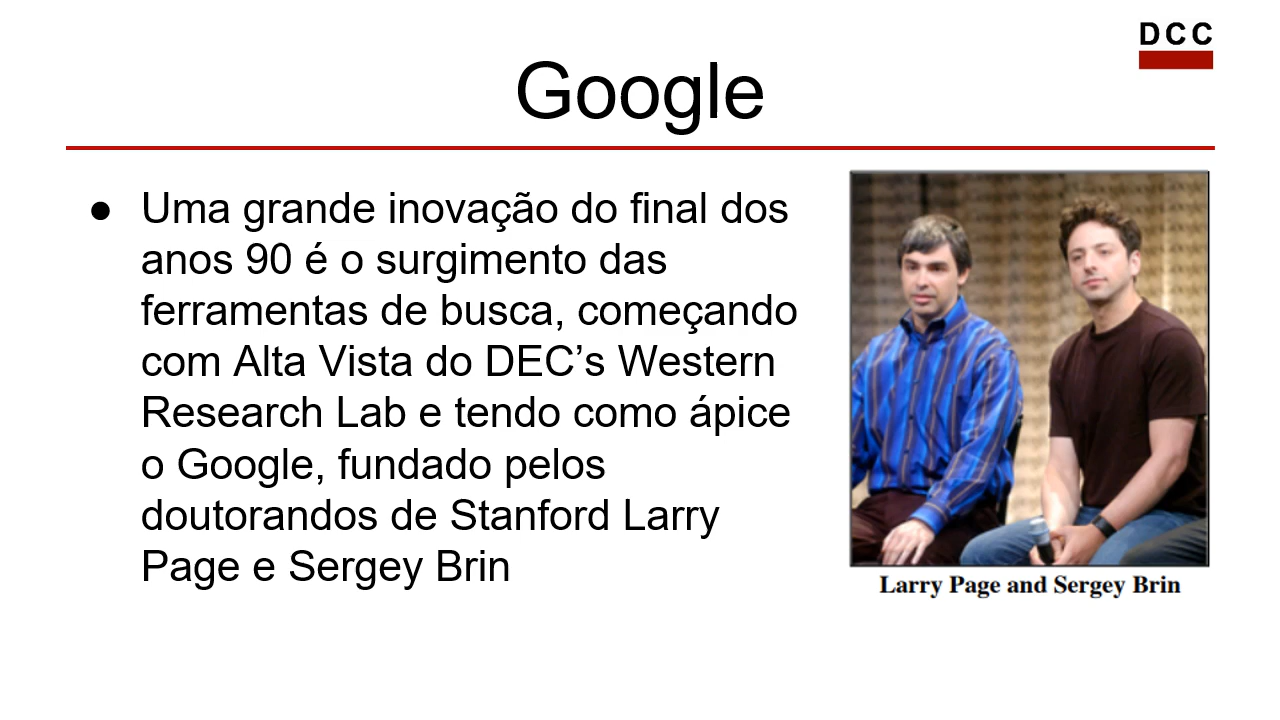 DCC
Google
● Uma grande inovação do final dos
anos 90 é o surgimento das
ferramentas de busca, começando
com Alta Vista do DEC’s Western
Research Lab e tendo como ápice
o Google, fundado pelos
doutorandos de Stanford Larry
Page e Sergey Brin
Larry Page and Sergey Brin